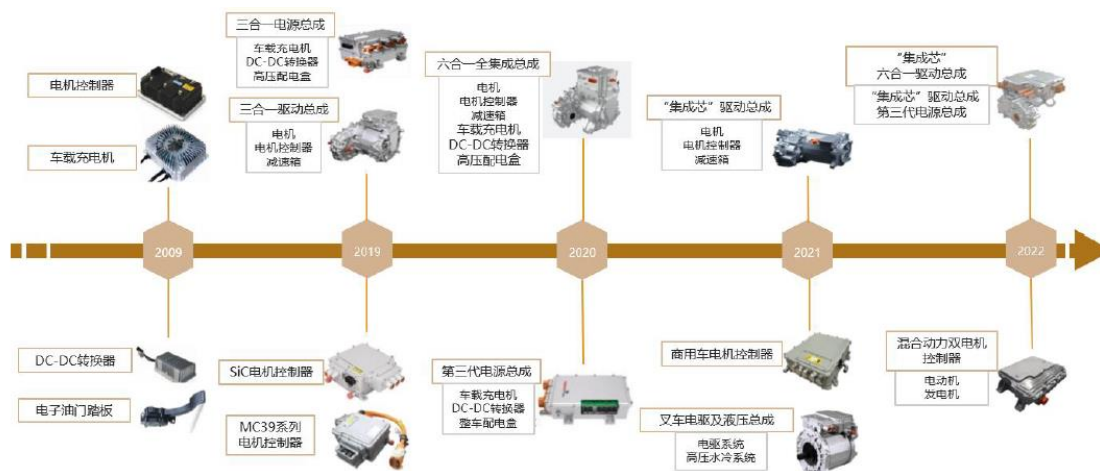 电机控制器
车载充电机
三合一电源总成
车载充电机
DC-DC转换器
高压配电盒
三合一驱动总成
电机
电机控制器
减速箱
六合一全集成总成
电机
电机控制器
减速箱
车载充电机
DC-DC转换器
高压配电盒
“集成芯”驱动总成
电机
电机控制器
减速箱
“集成芯”
六合一驱动总成
“集成芯”驱动总成
第三代电源总成
2009
2019
2020
2021
2022
DC-DC转换器
电子油门踏板
SiC电机控制器
MC39系列
电机控制器
第三代电源总成
车载充电机
DC-DC转换器
整车配电盒
商用车电机控制器
叉车电驱及液压总成
电驱系统
高压水冷系统
混合动力双电机
控制器
电动机
发电机